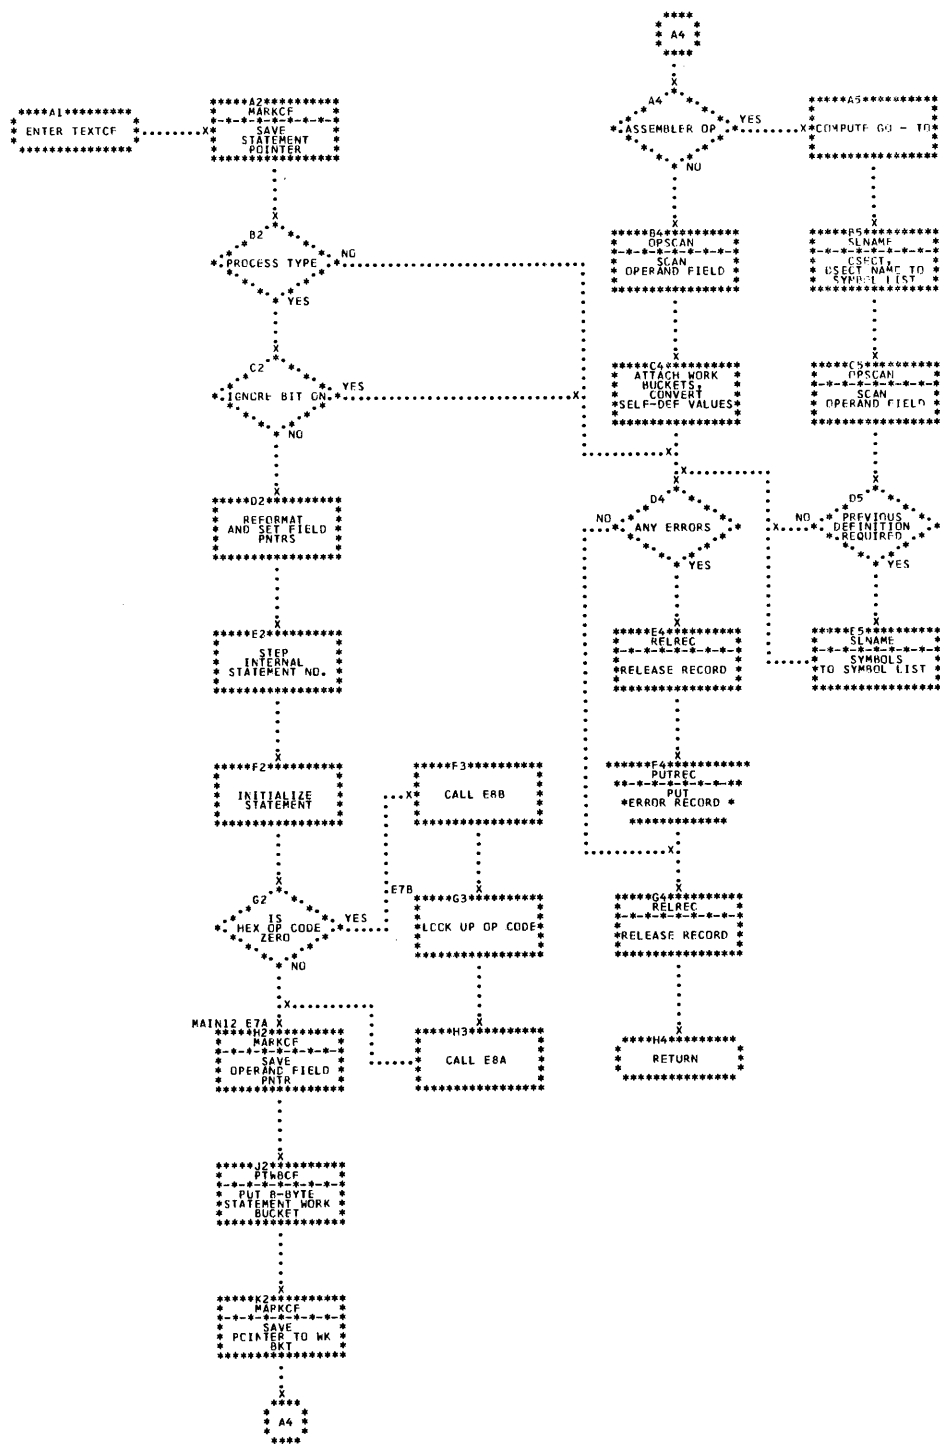 A1
ENTER TEXTCF
A2
MARKCF
SAVE
STATEMENT
POINTER
B2
PROCESS TYPE
NO
YES
C2
IGNORE BIT ON
YES
NO
D2
REFORMAT
AND SET FIELD
PNTRS
E2
STEP
INTERNAL
STATEMENT NO.
F2
INITIALIZE
STATEMENT
G2
IS
HEX OP CODE
ZERO
YES
NO
E7B
F3
CALL E8B
G3
LOOK UP OP CODE
H3
CALL E8A
MAIN12 E7A
H2
MARKCF
SAVE
OPERAND FIELD
PNTR
J2
PTWBCF
PUT 8-BYTE
STATEMENT WORK
BUCKET
K2
MARKCF
SAVE
POINTER TO WK
BKT
A4
A4
A4
ASSEMBLER OP
YES
NO
B4
OPSCAN
SCAN
OPERAND FIELD
C4
ATTACH WORK
BUCKETS,
CONVERT
SELF-DEF VALUES
D4
ANY ERRORS
NO
YES
E4
RELREC
RELEASE RECORD
F4
PUTREC
PUT
ERROR RECORD
G4
RELREC
RELEASE RECORD
H4
RETURN
A5
COMPUTE GO - TO
B5
SLNAME
CSECT,
DSECT NAME TO
SYMBOL LIST
C5
OPSCAN
SCAN
OPERAND FIELD
D5
PREVIOUS
DEFINITION
REQUIRED
NO
YES
E5
SLNAME
SYMBOLS
TO SYMBOL LIST